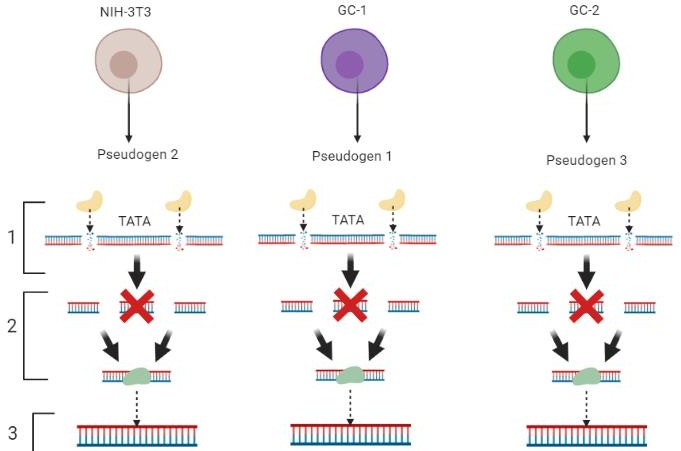 NIH-3T3
GC-1
GC-2
Pseudogen 2
Pseudogen 1
Pseudogen 3
1
TATA
TATA
TATA
2
3